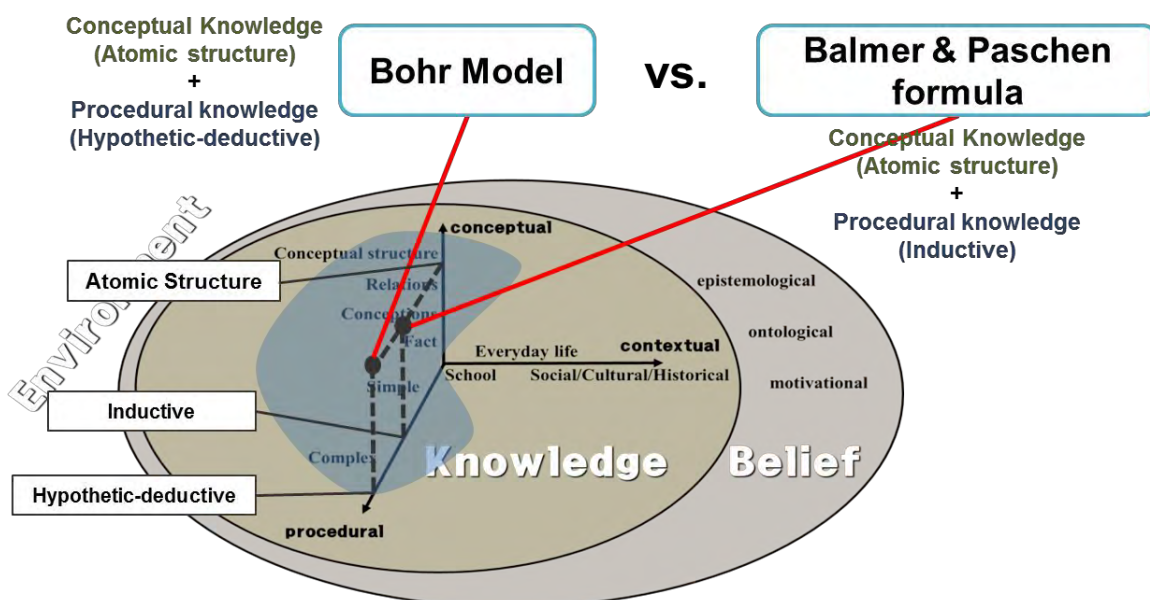 Conceptual Knowledge
(Atomic structure)
+
Procedural knowledge
(Hypothetic-deductive)
Bohr Model
vs.
Balmer & Paschen
formula
Conceptual Knowledge
(Atomic structure)
+
Procedural knowledge
(Inductive)
Environment
conceptual
Conceptual structure
Atomic Structure
Relations
Conceptions
Fact
epistemological
ontological
motivational
Everyday life
contextual
School
Social/Cultural/Historical
Simple
Inductive
Complex
Knowledge
Belief
Hypothetic-deductive
procedural